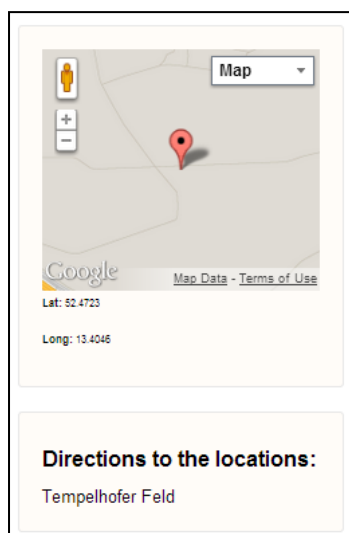 Map
+
−
Google
Map Data - Terms of Use
Lat: 52.4723
Long: 13.4046
Directions to the locations:
Tempelhofer Feld